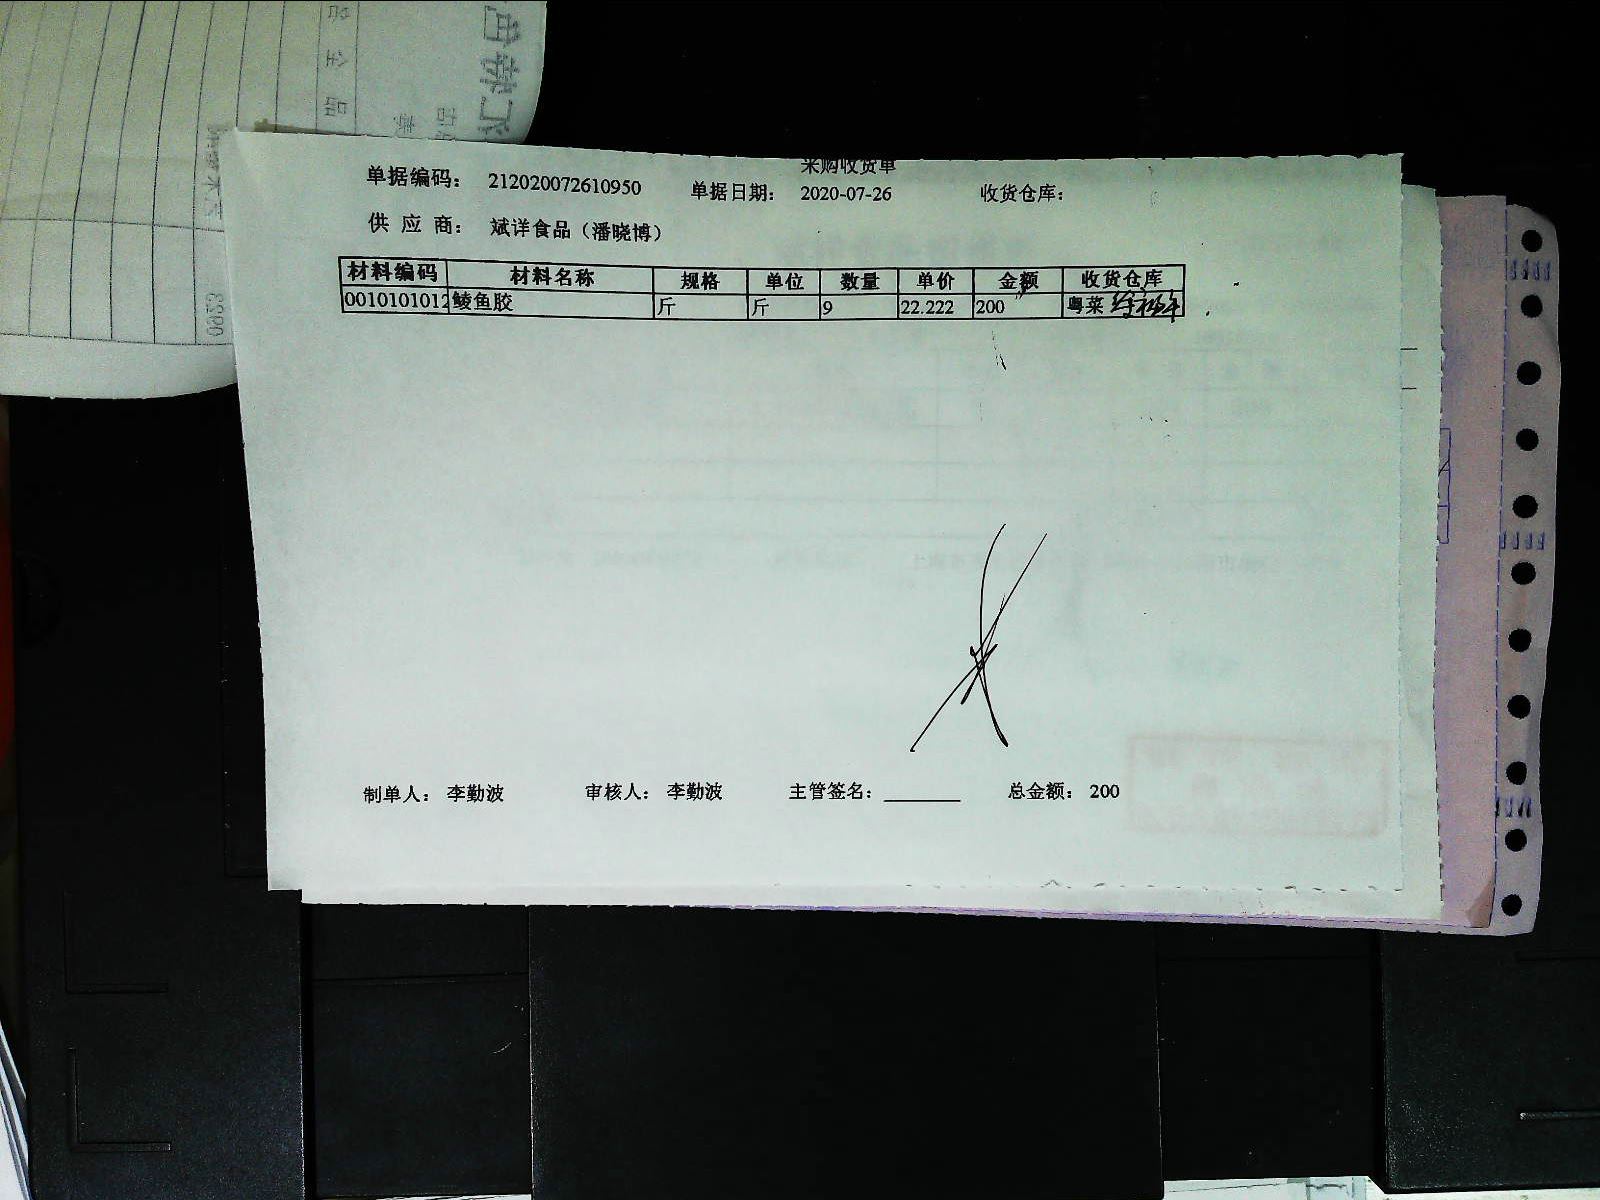 采购收货单
单据编码： 212020072610950 单据日期： 2020-07-26 收货仓库：
供 应 商： 斌详食品（潘晓博）
材料编码 材料名称 规格 单位 数量 单价 金额 收货仓库
0010101012 鲮鱼胶 斤 斤 9 22.222 200 粤菜
制单人： 李勤波 审核人： 李勤波 主管签名： 总金额： 200